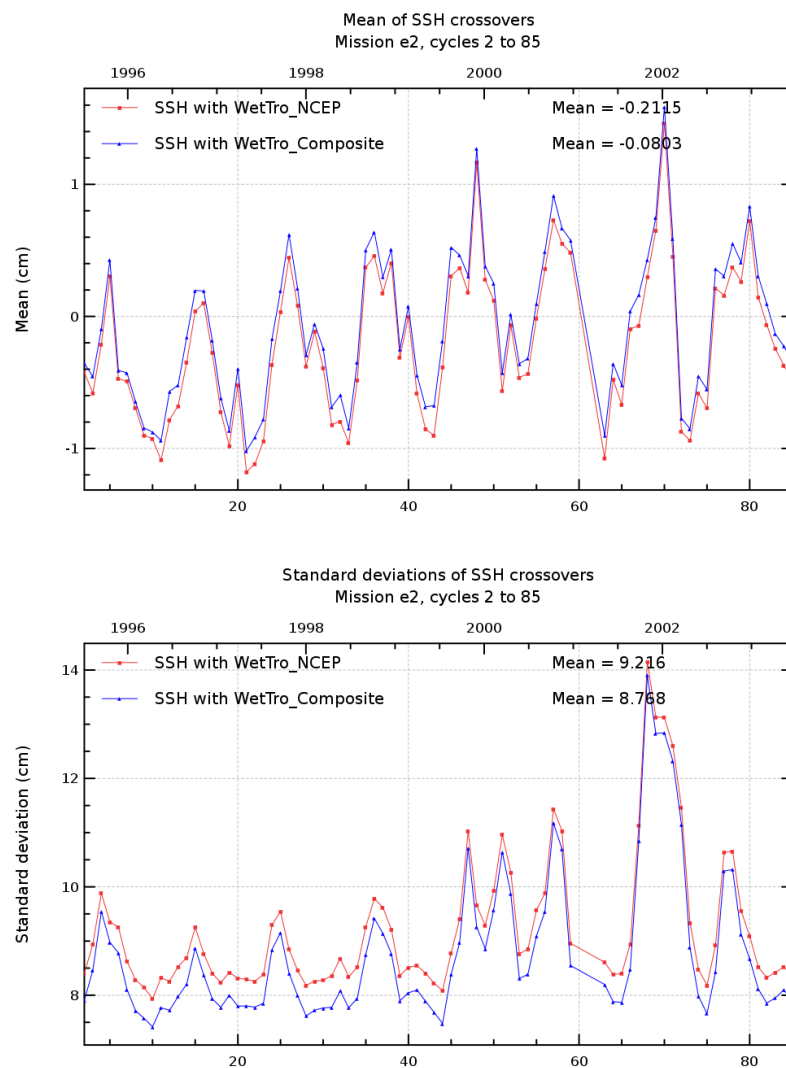 Mean of SSH crossovers
Mission e2, cycles 2 to 85
1996 1998 2000 2002
SSH with WetTro_NCEP Mean = -0.2115
SSH with WetTro_Composite Mean = -0.0803
1
0
-1
Mean (cm)
20 40 60 80
Standard deviations of SSH crossovers
Mission e2, cycles 2 to 85
1996 1998 2000 2002
14
SSH with WetTro_NCEP Mean = 9.216
SSH with WetTro_Composite Mean = 8.768
12
10
8
Standard deviation (cm)
20 40 60 80